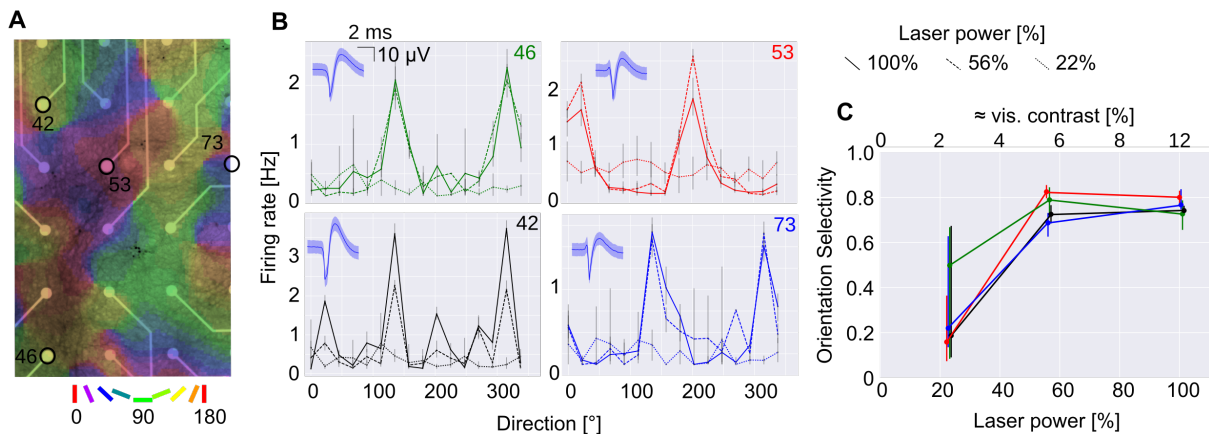 A
42
73
53
46
0 90 180
B
2 ms
10 µV
46
53
42
73
2
1
0
2
1
0
3
2
1
0
1
0
0 100 200 300
0 100 200 300
Firing rate [Hz]
Direction [°]
Laser power [%]
100% 56% 22%
C
≈ vis. contrast [%]
0 2 4 6 8 10 12
1.0
0.8
0.6
0.4
0.2
0
0 20 40 60 80 100
Orientation Selectivity
Laser power [%]